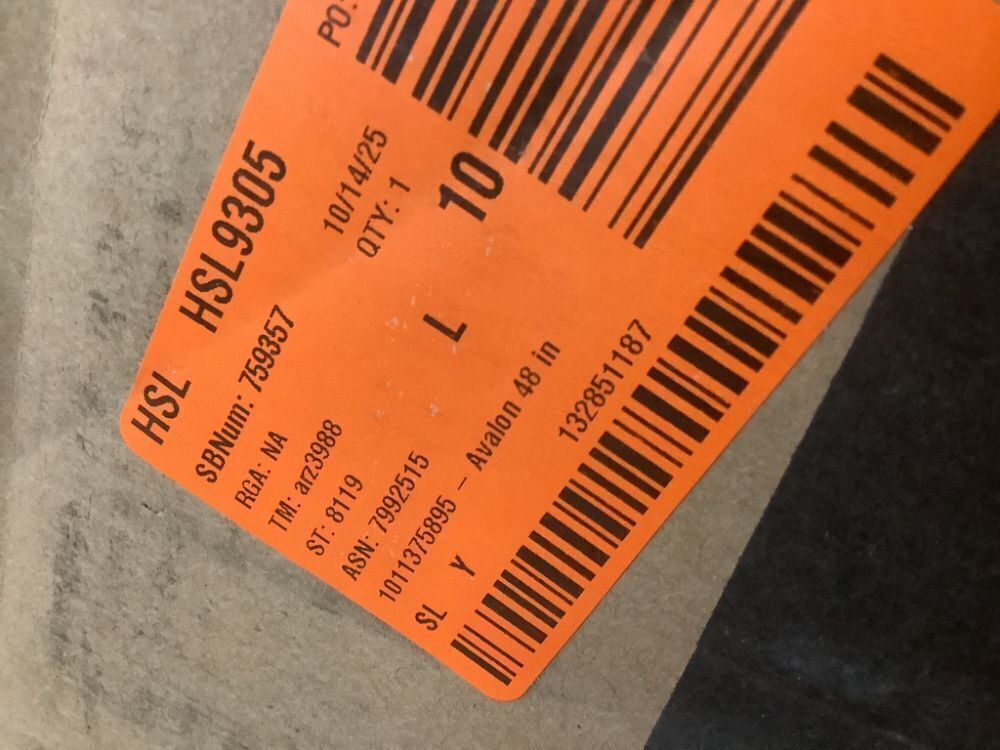 HSL HSL9305
SBNum: 759357 10/14/25
RGA: NA QTY: 1
TM: arz3988
ST: 8119 L 10
ASN: 7992515
1011375895 – Avalon 48 in
SL Y 132851187
PO: